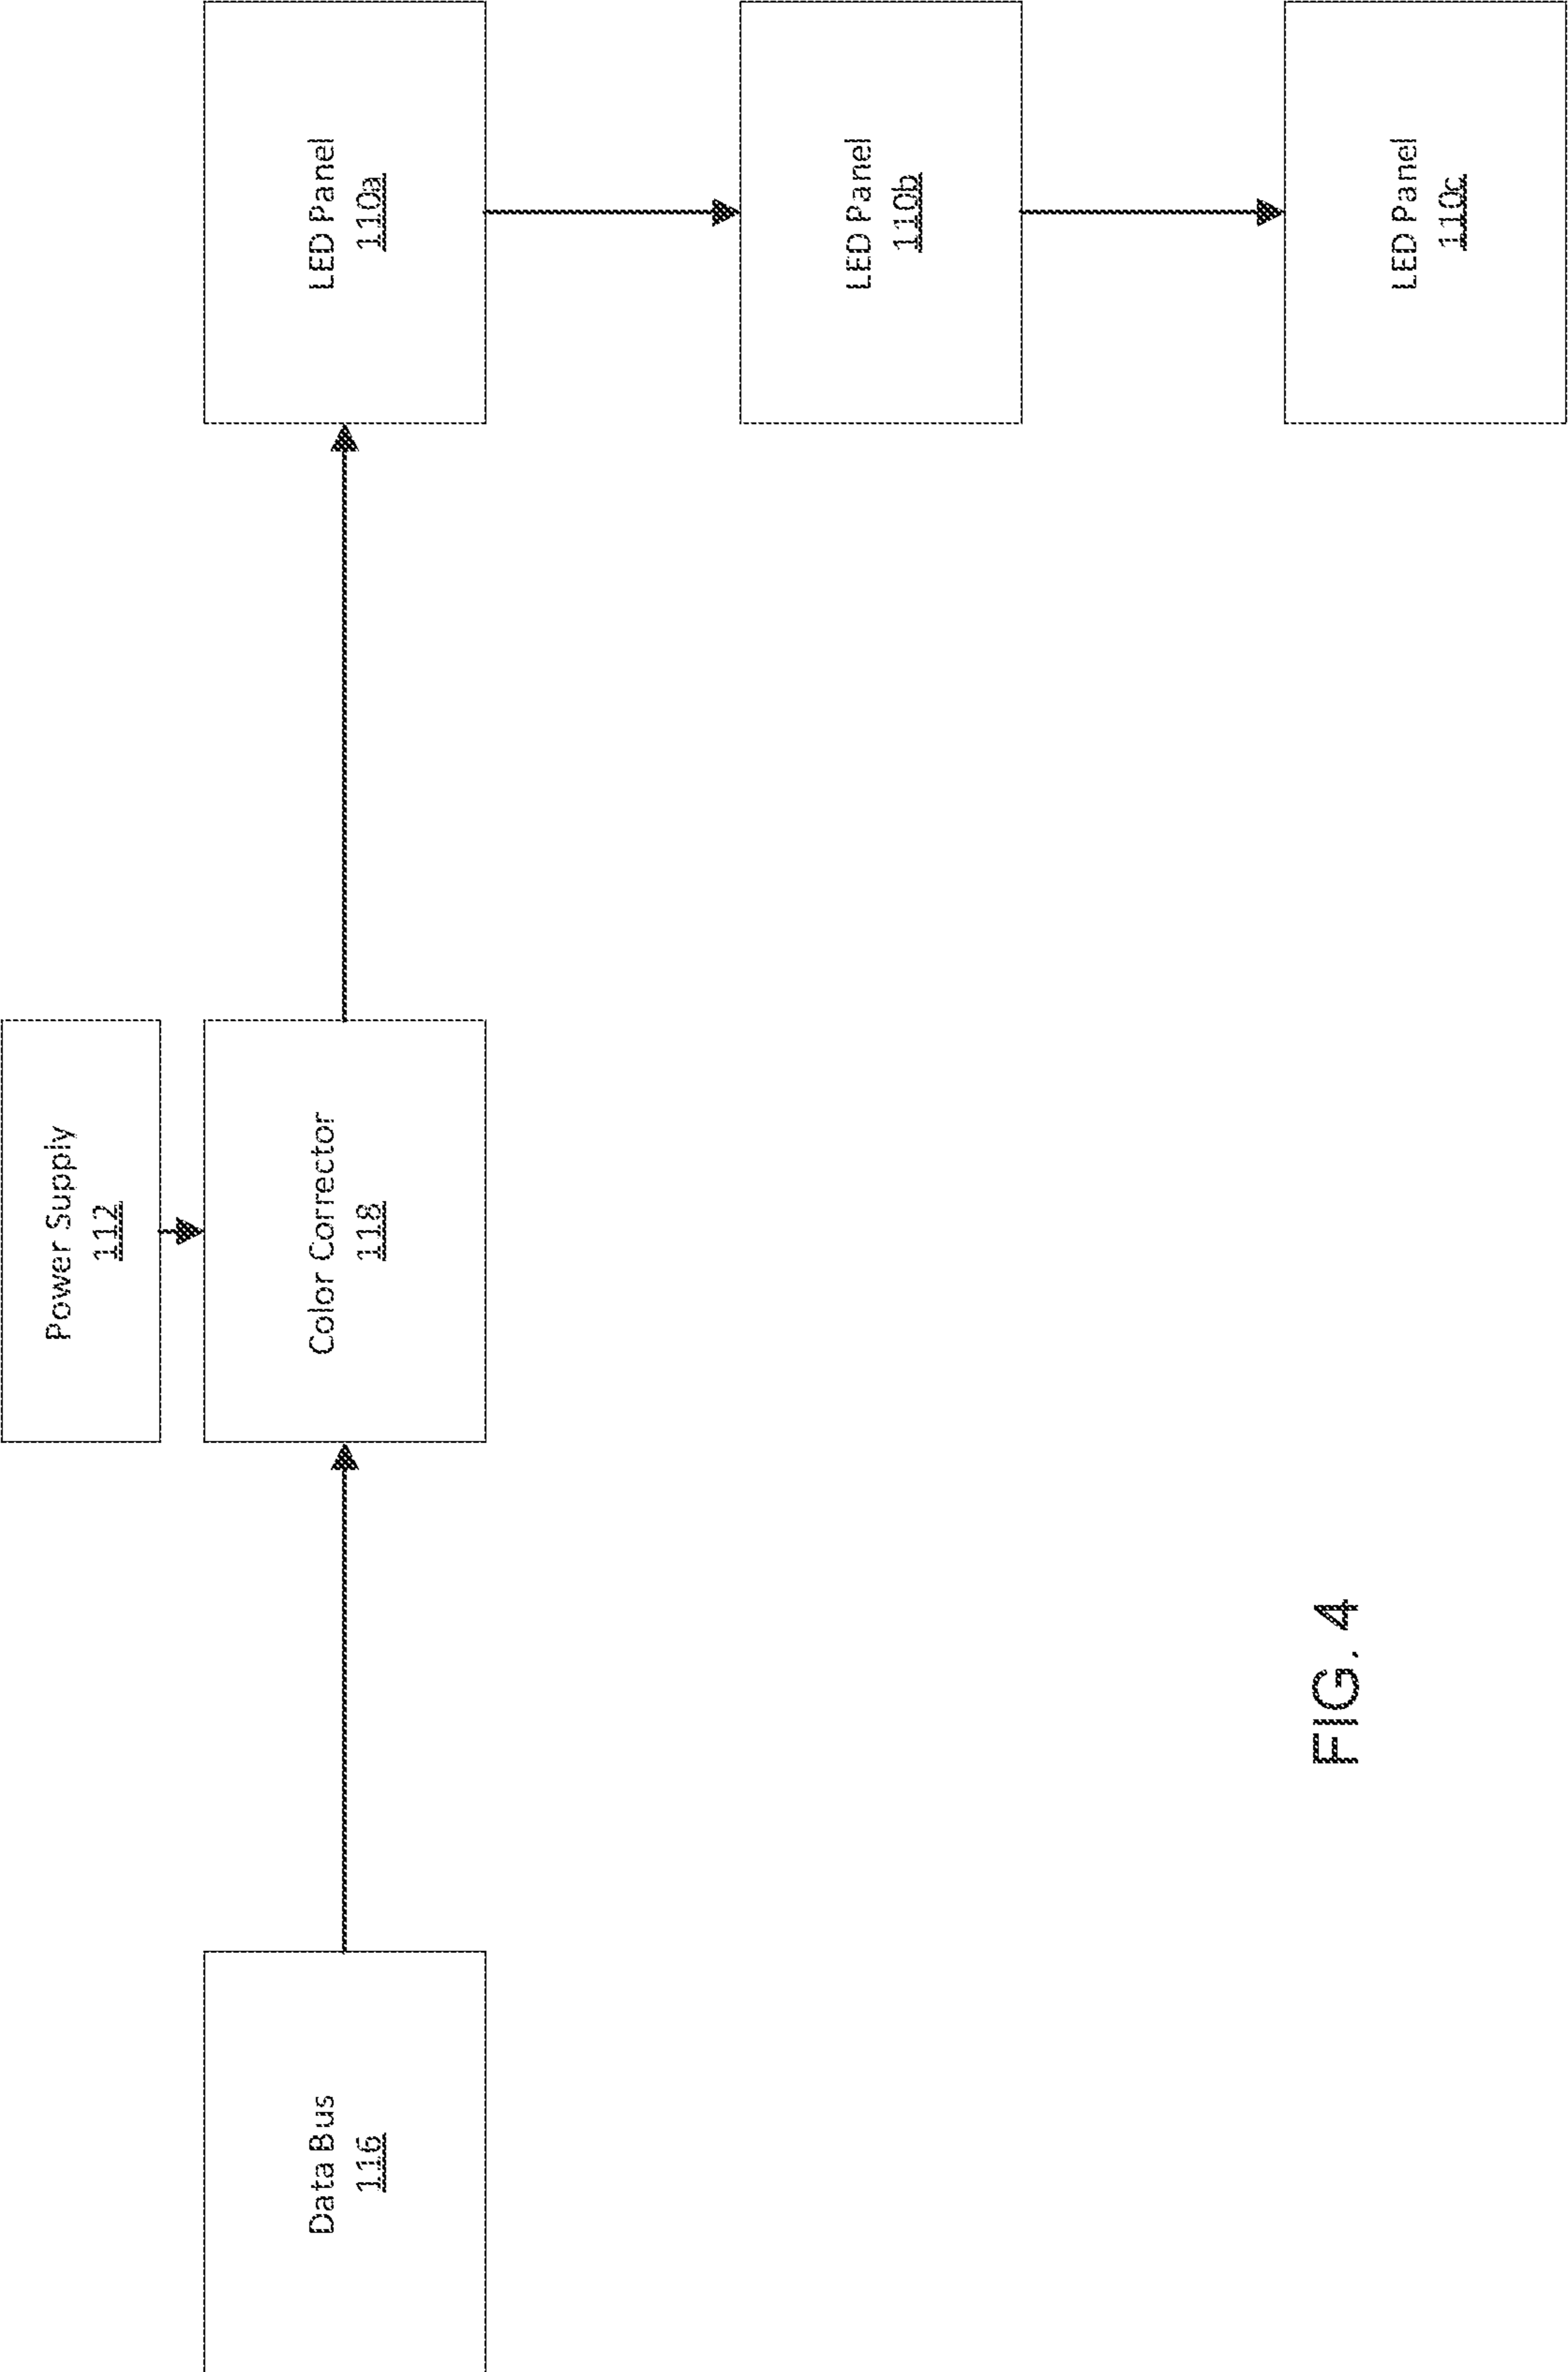 Power Supply
112
Data Bus
116
Color Corrector
118
LED Panel
110a
LED Panel
110b
LED Panel
110c
FIG. 4